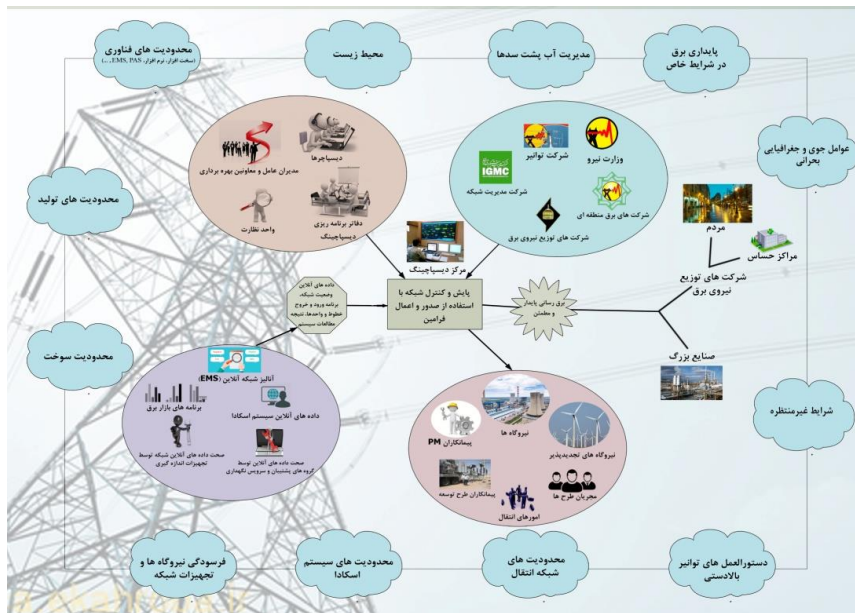 محدودیت های فناوری
(سخت افزار، نرم افزار، EMS, PAS، ...)
محیط زیست
مدیریت آب پشت سدها
پایداری برق
در شرایط خاص
عوامل جوی و جغرافیایی
بحرانی
محدودیت های تولید
مدیران عامل و معاونین بهره برداری
دیسپاچرها
واحد نظارت
دفاتر برنامه ریزی
دیسپاچینگ
شرکت توانیر
وزارت نیرو
IGMC
شرکت مدیریت شبکه
شرکت های برق منطقه ای
شرکت های توزیع نیروی برق
مرکز دیسپاچینگ
مردم
مراکز حساس
شرکت های توزیع
نیروی برق
صنایع بزرگ
داده های آنلاین
وضعیت شبکه،
برنامه ورود و خروج
خطوط و واحدها، نتیجه
مطالعات سیستم
پایش و کنترل شبکه با
استفاده از صدور و اعمال
فرامین
برق رسانی پایدار
و مطمئن
محدودیت سوخت
شرایط غیرمنتظره
آنالیز شبکه آنلاین (EMS)
برنامه های بازار برق
داده های آنلاین سیستم اسکادا
صحت داده های آنلاین شبکه توسط
تجهیزات اندازه گیری
صحت داده های آنلاین توسط
گروه های پشتیبان و سرویس نگهداری
پیمانکاران PM
نیروگاه ها
نیروگاه های تجدیدپذیر
پیمانکاران طرح توسعه
امورهای انتقال
مجریان طرح ها
فرسودگی نیروگاه ها و
تجهیزات شبکه
محدودیت های سیستم
اسکادا
محدودیت های
شبکه انتقال
دستورالعمل های توانیر
بالادستی